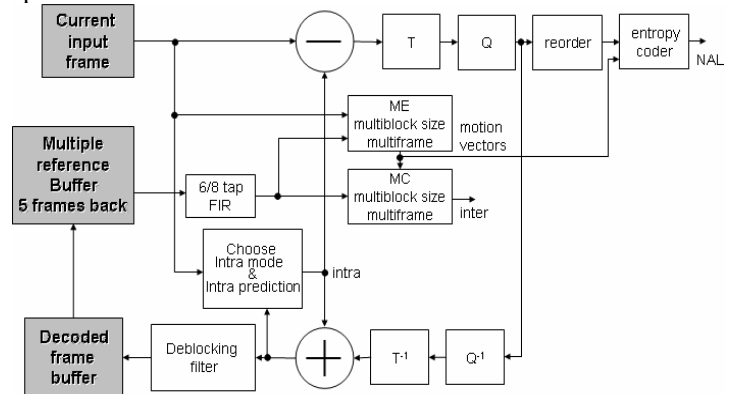 Current
input
frame
T
Q
reorder
entropy
coder
NAL
ME
multiblock size
multiframe
motion
vectors
Multiple
reference
Buffer
5 frames back
6/8 tap
FIR
MC
multiblock size
multiframe
inter
Choose
Intra mode
&
Intra prediction
intra
Decoded
frame
buffer
Deblocking
filter
T-1
Q-1